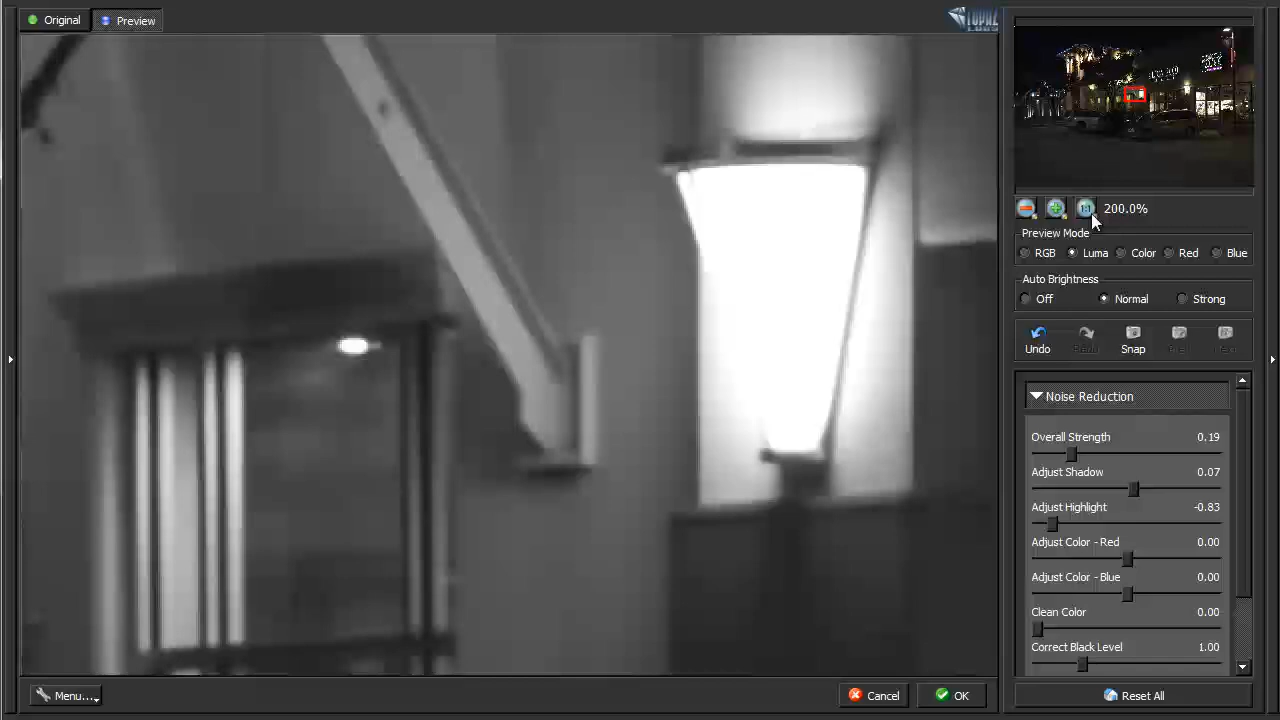 Original Preview
TOPAZ
LABS
200.0%
Preview Mode
RGB Luma Color Red Blue
Auto Brightness
Off Normal Strong
Undo Snap
Noise Reduction
Overall Strength 0.19
Adjust Shadow 0.07
Adjust Highlight -0.83
Adjust Color - Red 0.00
Adjust Color - Blue 0.00
Clean Color 0.00
Correct Black Level 1.00
Menu... Cancel OK Reset All